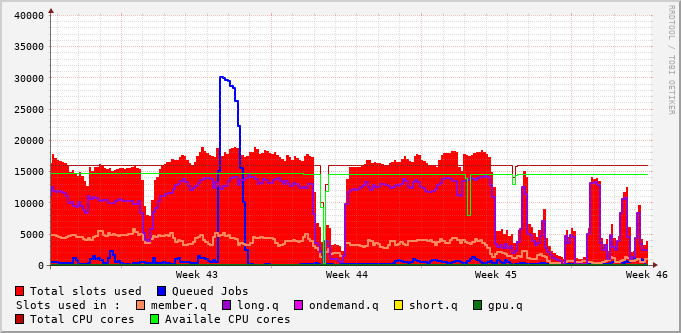 40000
35000
30000
25000
20000
15000
10000
5000
0
Week 43 Week 44 Week 45 Week 46
Total slots used Queued Jobs
Slots used in : member.q long.q ondemand.q short.q gpu.q
Total CPU cores Availale CPU cores
RRDTOOL / TOBI OETIKER